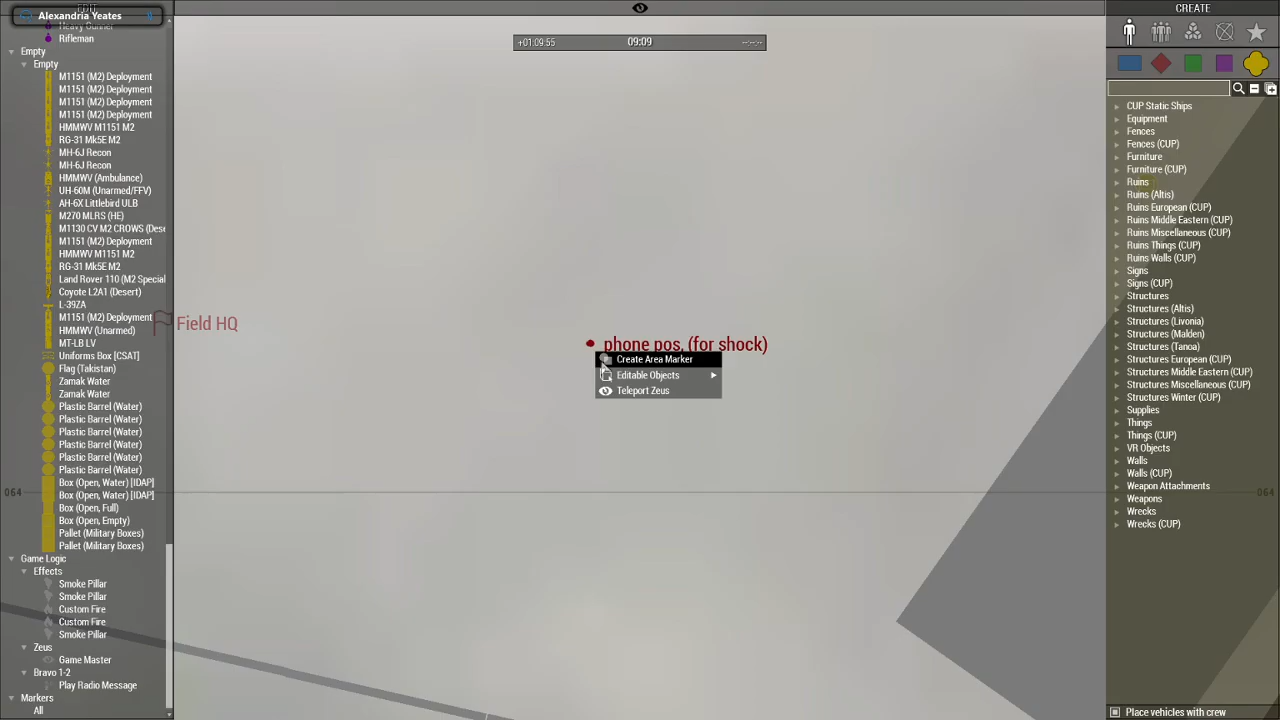 EDIT
Alexandria Yeates
Heavy Gunner
Rifleman
Empty
Empty
M1151 (M2) Deployment
M1151 (M2) Deployment
M1151 (M2) Deployment
M1151 (M2) Deployment
HMMWV M1151 M2
RG-31 Mk5E M2
MH-6J Recon
MH-6J Recon
HMMWV (Ambulance)
UH-60M (Unarmed/FFV)
AH-6X Littlebird ULB
M270 MLRS (HE)
M1130 CV M2 CROWS (Dese
M1151 (M2) Deployment
HMMWV M1151 M2
RG-31 Mk5E M2
Land Rover 110 (M2 Special
Coyote L2A1 (Desert)
L-39ZA
M1151 (M2) Deployment
HMMWV (Unarmed)
MT-LB LV
Uniforms Box [CSAT]
Flag (Takistan)
Zamak Water
Zamak Water
Plastic Barrel (Water)
Plastic Barrel (Water)
Plastic Barrel (Water)
Plastic Barrel (Water)
Plastic Barrel (Water)
Plastic Barrel (Water)
Box (Open, Water) [IDAP]
Box (Open, Water) [IDAP]
Box (Open, Full)
Box (Open, Empty)
Pallet (Military Boxes)
Pallet (Military Boxes)
Game Logic
Effects
Smoke Pillar
Smoke Pillar
Custom Fire
Custom Fire
Smoke Pillar
Zeus
Game Master
Bravo 1-2
Play Radio Message
Markers
All
064
+01:09:55 09:09 --:--:--
Field HQ
phone pos, (for shock)
Create Area Marker
Editable Objects
Teleport Zeus
064
CREATE
CUP Static Ships
Equipment
Fences
Fences (CUP)
Furniture
Furniture (CUP)
Ruins
Ruins (Altis)
Ruins European (CUP)
Ruins Middle Eastern (CUP)
Ruins Miscellaneous (CUP)
Ruins Things (CUP)
Ruins Walls (CUP)
Signs
Signs (CUP)
Structures
Structures (Altis)
Structures (Livonia)
Structures (Malden)
Structures (Tanoa)
Structures European (CUP)
Structures Middle Eastern (CUP)
Structures Miscellaneous (CUP)
Structures Winter (CUP)
Supplies
Things
Things (CUP)
VR Objects
Walls
Walls (CUP)
Weapon Attachments
Weapons
Wrecks
Wrecks (CUP)
Place vehicles with crew